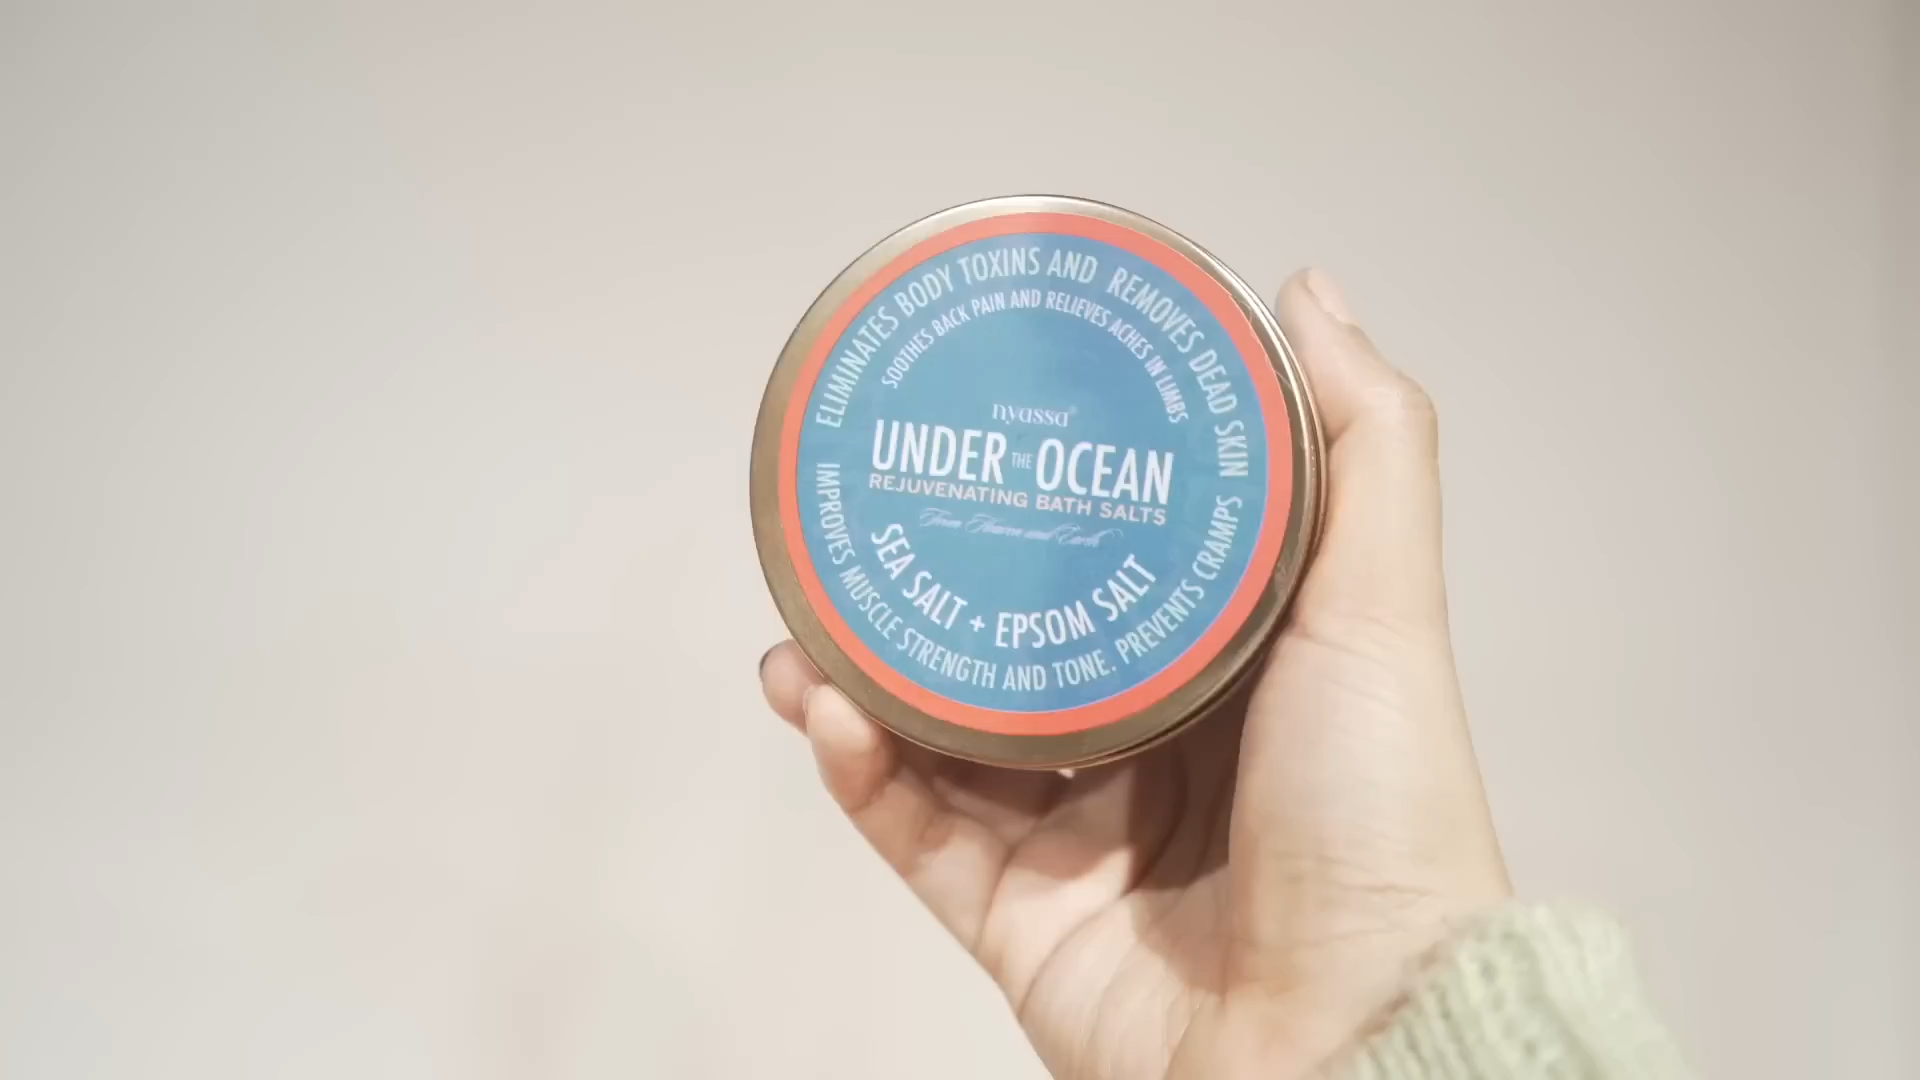 ELIMINATES BODY TOXINS AND REMOVES DEAD SKIN
SOOTHES BACK PAIN AND RELIEVES ACHES IN LIMBS
nyassa®
UNDER THE OCEAN
REJUVENATING BATH SALTS
From Heaven and Earth
SEA SALT + EPSOM SALT
IMPROVES MUSCLE STRENGTH AND TONE. PREVENTS CRAMPS